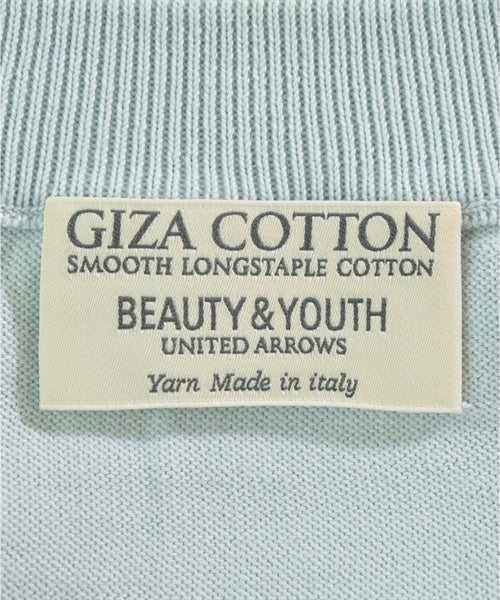 GIZA COTTON
SMOOTH LONGSTAPLE COTTON
BEAUTY&YOUTH
UNITED ARROWS
Yarn Made in italy